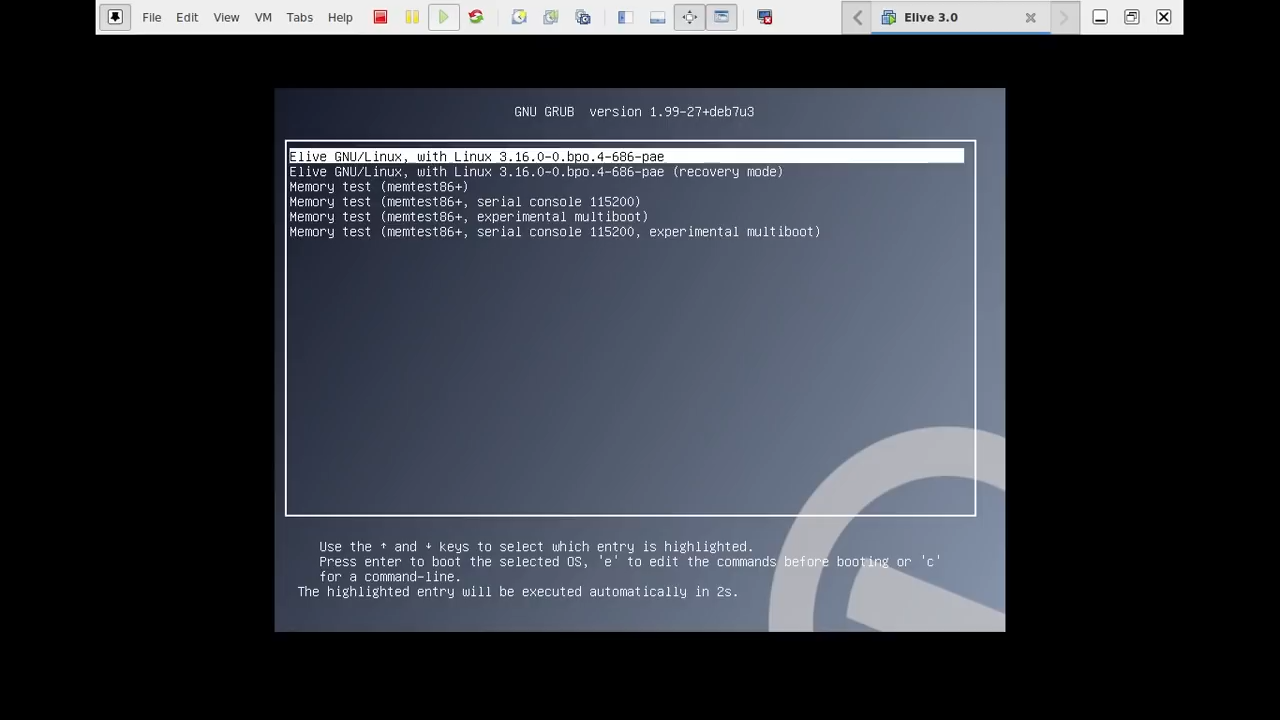 File Edit View VM Tabs Help Elive 3.0
GNU GRUB version 1.99-27+deb7u3
Elive GNU/Linux, with Linux 3.16.0-0.bpo.4-686-pae
Elive GNU/Linux, with Linux 3.16.0-0.bpo.4-686-pae (recovery mode)
Memory test (memtest86+)
Memory test (memtest86+, serial console 115200)
Memory test (memtest86+, experimental multiboot)
Memory test (memtest86+, serial console 115200, experimental multiboot)
Use the ↑ and ↓ keys to select which entry is highlighted.
Press enter to boot the selected OS, 'e' to edit the commands before booting or 'c'
for a command-line.
The highlighted entry will be executed automatically in 2s.